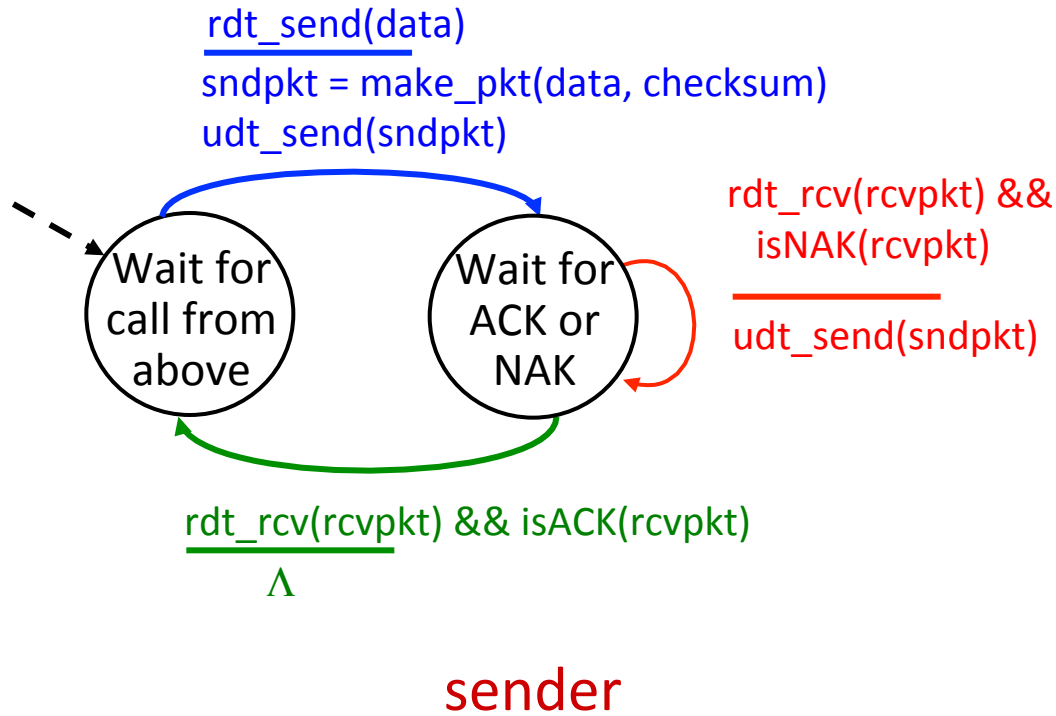 rdt_send(data)
sndpkt = make_pkt(data, checksum)
udt_send(sndpkt)
rdt_rcv(rcvpkt) &&
isNAK(rcvpkt)
udt_send(sndpkt)
Wait for
call from
above
Wait for
ACK or
NAK
rdt_rcv(rcvpkt) && isACK(rcvpkt)
Λ
sender